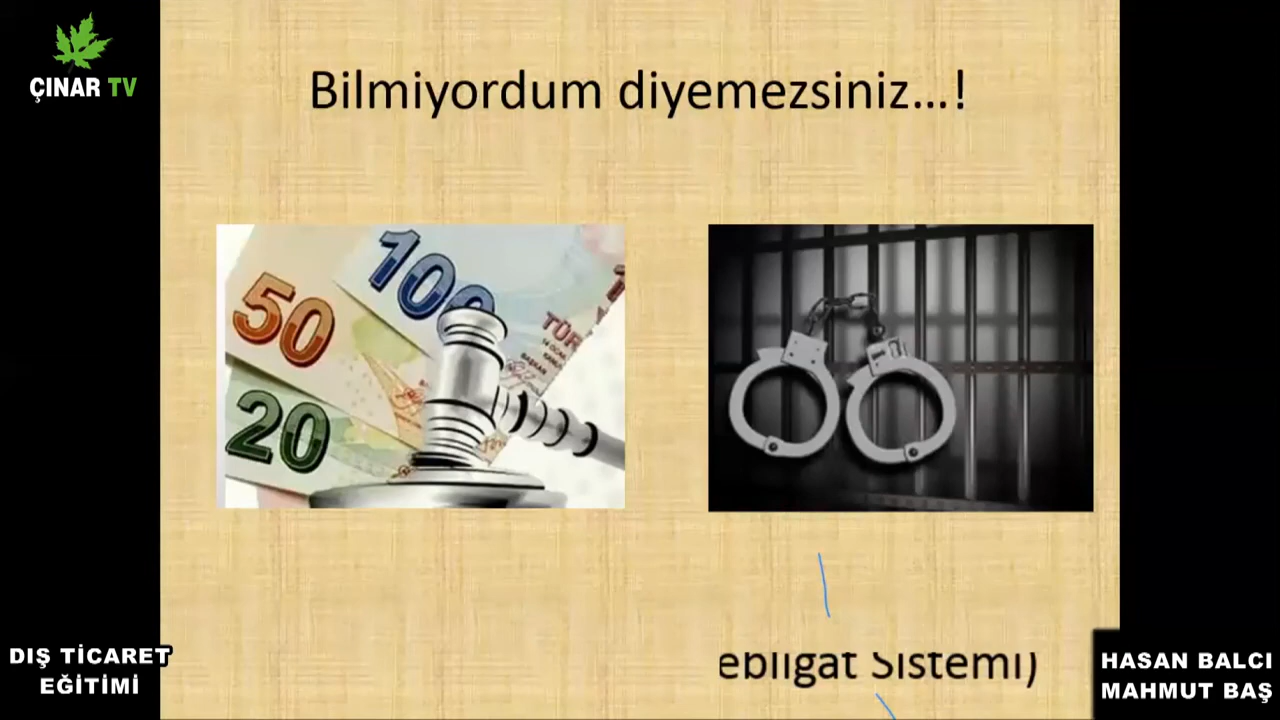 ÇINAR TV
Bilmiyordum diyemezsiniz...!
100
50
20
TÜR
DIŞ TİCARET
EĞİTİMİ
ebligat Sistemi)
HASAN BALCI
MAHMUT BAŞ